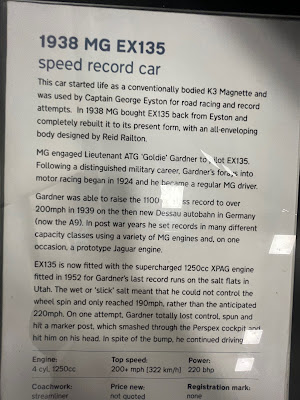 1938 MG EX135
speed record car
This car started life as a conventionally bodied K3 Magnette and
was used by Captain George Eyston for road racing and record
attempts. In 1938 MG bought EX135 back from Eyston and
completely rebuilt it to its present form, with an all-enveloping
body designed by Reid Railton.
MG engaged Lieutenant ATG 'Goldie' Gardner to pilot EX135.
Following a distinguished military career, Gardner's forays into
motor racing began in 1924 and he became a regular MG driver.
Gardner was able to raise the 1100 ss record to over
200mph in 1939 on the then new Dessau autobahn in Germany
(now the A9). In post war years he set records in many different
capacity classes using a variety of MG engines and, on one
occasion, a prototype Jaguar engine.
EX135 is now fitted with the supercharged 1250cc XPAG engine
fitted in 1952 for Gardner's last record runs on the salt flats in
Utah. The wet or 'slick' salt meant that he could not control the
wheel spin and only reached 190mph, rather than the anticipated
220mph. On one attempt, Gardner totally lost control, spun and
hit a marker post, which smashed through the Perspex cockpit and
hit him on his head. In spite of the bump, he continued driving
Engine:
4 cyl, 1250cc
Top speed:
200+ mph [322 km/h]
Power:
220 bhp
Coachwork:
streamliner
Price new:
not quoted
Registration mark:
none